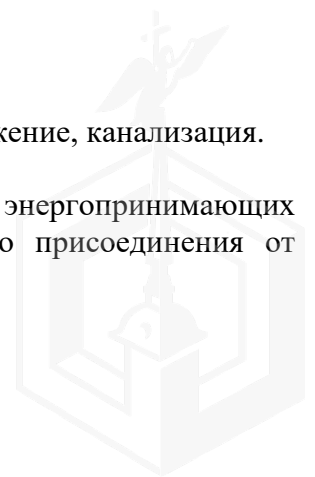 жение, канализация.
энергопринимающих
о присоединения от